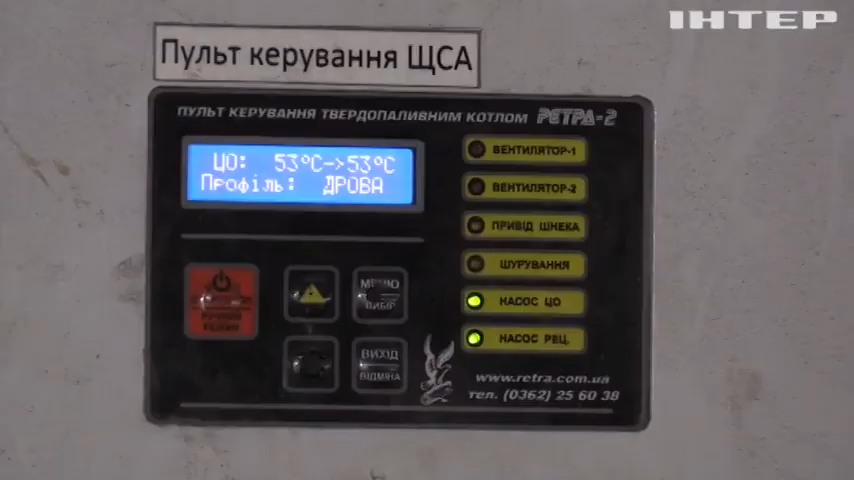 ІНТЕР
Пульт керування ЩСА
ПУЛЬТ КЕРУВАННЯ ТВЕРДОПАЛИВНИМ КОТЛОМ РЕТРА-2
ЦО: 53°C->53°C
Профіль: ДРОВА
ВЕНТИЛЯТОР-1
ВЕНТИЛЯТОР-2
ПРИВІД ШНЕКА
ШУРУВАННЯ
НАСОС ЦО
НАСОС РЕЦ.
МЕНЮ
ВИБІР
ВИХІД
ВІДМІНА
www.retra.com.ua
тел. (0362) 25 60 38